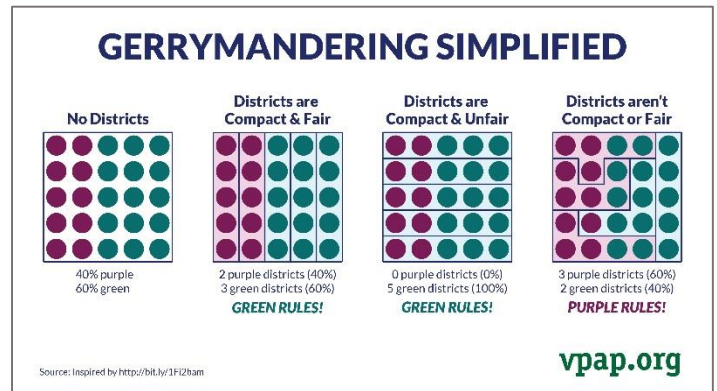 GERRYMANDERING SIMPLIFIED
No Districts
40% purple
60% green
Districts are
Compact & Fair
2 purple districts (40%)
3 green districts (60%)
GREEN RULES!
Districts are
Compact & Unfair
0 purple districts (0%)
5 green districts (100%)
GREEN RULES!
Districts aren't
Compact or Fair
3 purple districts (60%)
2 green districts (40%)
PURPLE RULES!
Source: Inspired by http://bit.ly/1Fi2ham
vpap.org